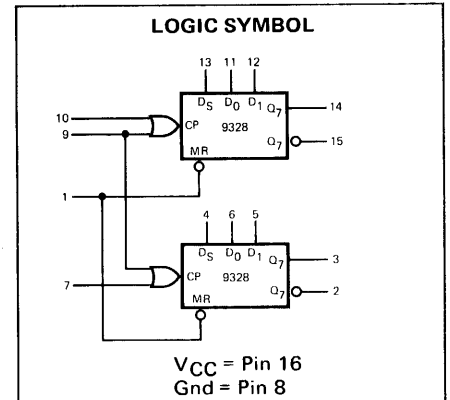 LOGIC SYMBOL
13 11 12
10
9
DS D0 D1 Q7
CP
9328
Q7
MR
14
15
1
4 6 5
DS D0 D1 Q7
CP
9328
Q7
MR
7
3
2
VCC = Pin 16
Gnd = Pin 8